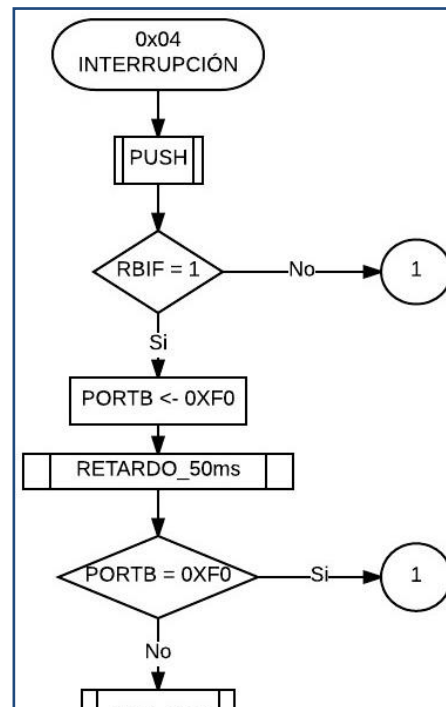 0x04
INTERRUPCIÓN
PUSH
RBIF = 1
No
1
Si
PORTB <- 0XF0
RETARDO_50ms
PORTB = 0XF0
Si
1
No